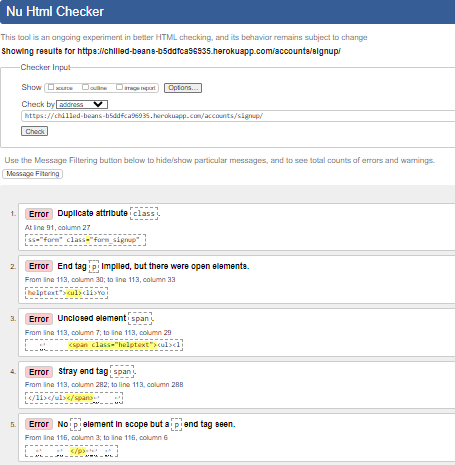 Nu Html Checker
This tool is an ongoing experiment in better HTML checking, and its behavior remains subject to change
Showing results for https://chilled-beans-b5ddfca96935.herokuapp.com/accounts/signup/
Checker Input
Show source outline image report Options...
Check by address
https://chilled-beans-b5ddfca96935.herokuapp.com/accounts/signup/
Check
Use the Message Filtering button below to hide/show particular messages, and to see total counts of errors and warnings.
Message Filtering
1. Error Duplicate attribute class.
At line 91, column 27
ss="form" class="form_signup"
2. Error End tag p implied, but there were open elements.
From line 113, column 30; to line 113, column 33
helptext"><ul><li>Yo
3. Error Unclosed element span.
From line 113, column 7; to line 113, column 29
↵ <span class="helptext"><ul><l
4. Error Stray end tag span.
From line 113, column 282; to line 113, column 288
</li></ul></span>↵ ↵
5. Error No p element in scope but a p end tag seen.
From line 116, column 3; to line 116, column 6
</p>